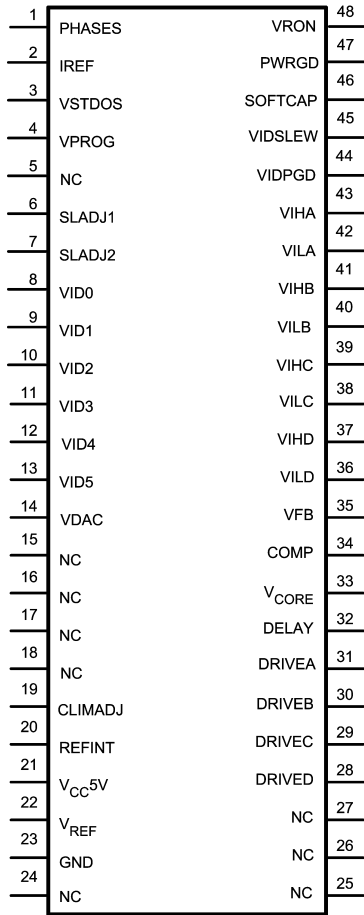 1 PHASES VRON 48
2 IREF PWRGD 47
3 VSTDOS SOFTCAP 46
4 VPROG VIDSLEW 45
5 NC VIDPGD 44
6 SLADJ1 VIHA 43
7 SLADJ2 VILA 42
8 VID0 VIHB 41
9 VID1 VILB 40
10 VID2 VIHC 39
11 VID3 VILC 38
12 VID4 VIHD 37
13 VID5 VILD 36
14 VDAC VFB 35
15 NC COMP 34
16 NC VCORE 33
17 NC DELAY 32
18 NC DRIVEA 31
19 CLIMADJ DRIVEB 30
20 REFINT DRIVEC 29
21 VCC5V DRIVED 28
22 VREF NC 27
23 GND NC 26
24 NC NC 25